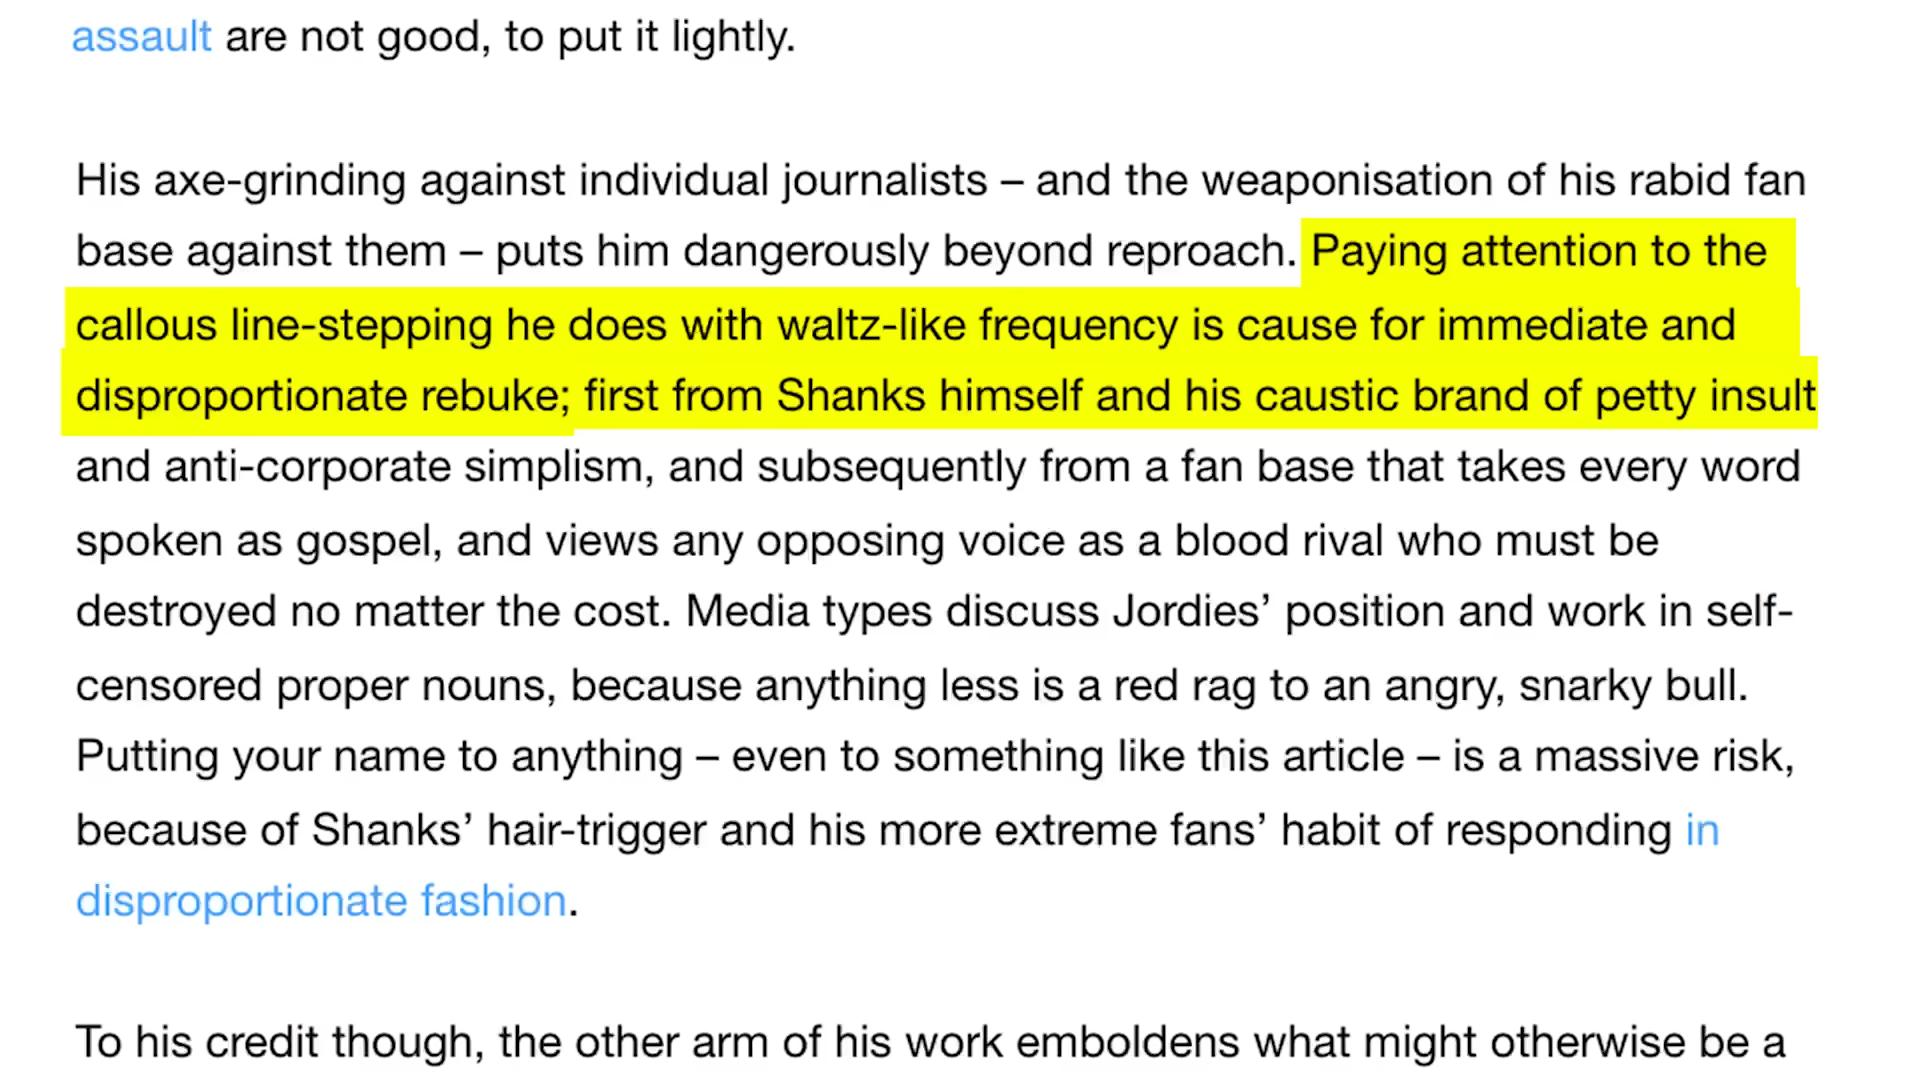 assault are not good, to put it lightly.
His axe-grinding against individual journalists – and the weaponisation of his rabid fan
base against them – puts him dangerously beyond reproach. Paying attention to the
callous line-stepping he does with waltz-like frequency is cause for immediate and
disproportionate rebuke; first from Shanks himself and his caustic brand of petty insult
and anti-corporate simplism, and subsequently from a fan base that takes every word
spoken as gospel, and views any opposing voice as a blood rival who must be
destroyed no matter the cost. Media types discuss Jordies’ position and work in self-
censored proper nouns, because anything less is a red rag to an angry, snarky bull.
Putting your name to anything – even to something like this article – is a massive risk,
because of Shanks’ hair-trigger and his more extreme fans’ habit of responding in
disproportionate fashion.
To his credit though, the other arm of his work emboldens what might otherwise be a